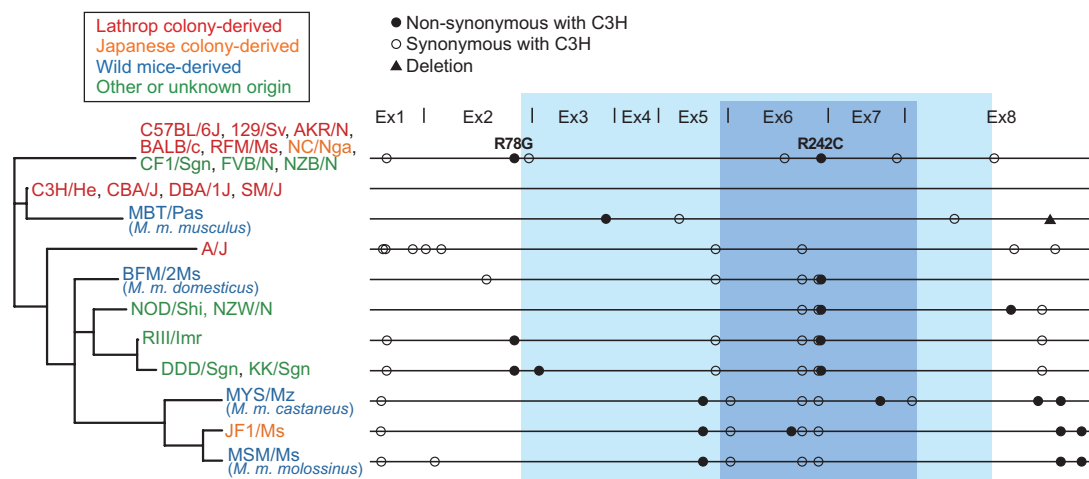 Lathrop colony-derived
Japanese colony-derived
Wild mice-derived
Other or unknown origin
Non-synonymous with C3H
Synonymous with C3H
Deletion
Ex1 | Ex2 | Ex3 | Ex4 | Ex5 | Ex6 | Ex7 | Ex8
R78G R242C
C57BL/6J, 129/Sv, AKR/N,
BALB/c, RFM/Ms, NC/Nga,
CF1/Sgn, FVB/N, NZB/N
C3H/He, CBA/J, DBA/1J, SM/J
MBT/Pas
(M. m. musculus)
A/J
BFM/2Ms
(M. m. domesticus)
NOD/Shi, NZW/N
RIII/Imr
DDD/Sgn, KK/Sgn
MYS/Mz
(M. m. castaneus)
JF1/Ms
MSM/Ms
(M. m. molossinus)